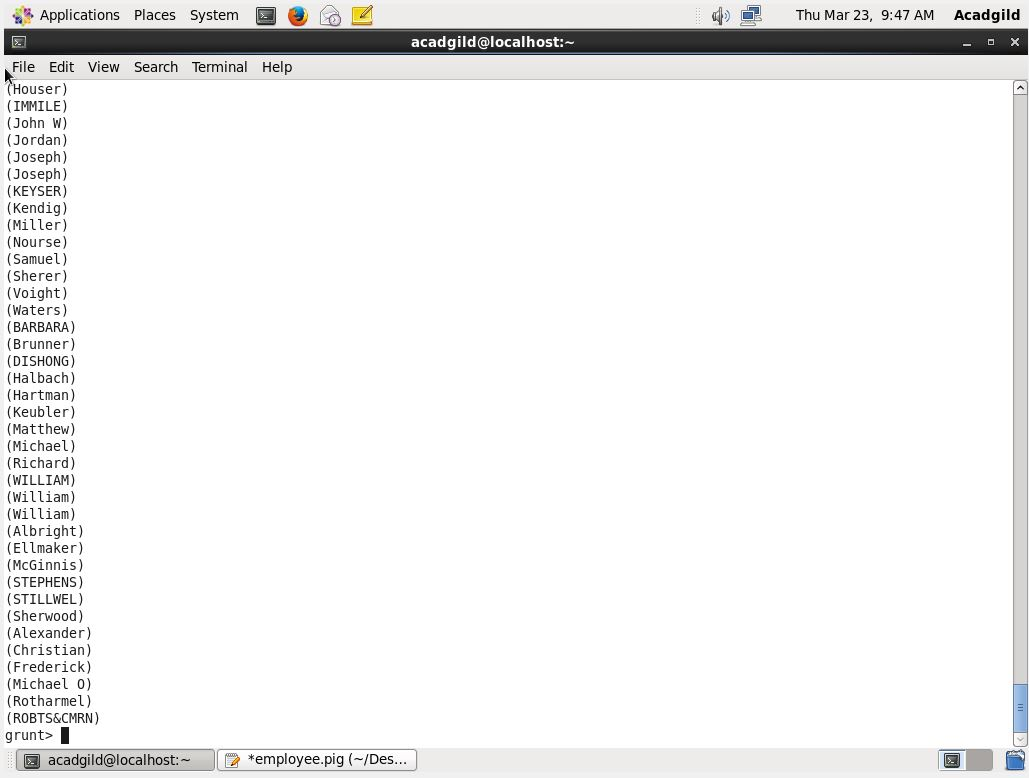 Applications Places System Thu Mar 23, 9:47 AM Acadgild
acadgild@localhost:~
File Edit View Search Terminal Help
(Houser)
(IMMILE)
(John W)
(Jordan)
(Joseph)
(Joseph)
(KEYSER)
(Kendig)
(Miller)
(Nourse)
(Samuel)
(Sherer)
(Voight)
(Waters)
(BARBARA)
(Brunner)
(DISHONG)
(Halbach)
(Hartman)
(Keubler)
(Matthew)
(Michael)
(Richard)
(WILLIAM)
(William)
(William)
(Albright)
(Ellmaker)
(McGinnis)
(STEPHENS)
(STILLWEL)
(Sherwood)
(Alexander)
(Christian)
(Frederick)
(Michael O)
(Rotharmel)
(ROBTS&CMRN)
grunt>
acadgild@localhost:~ *employee.pig (~/Des...